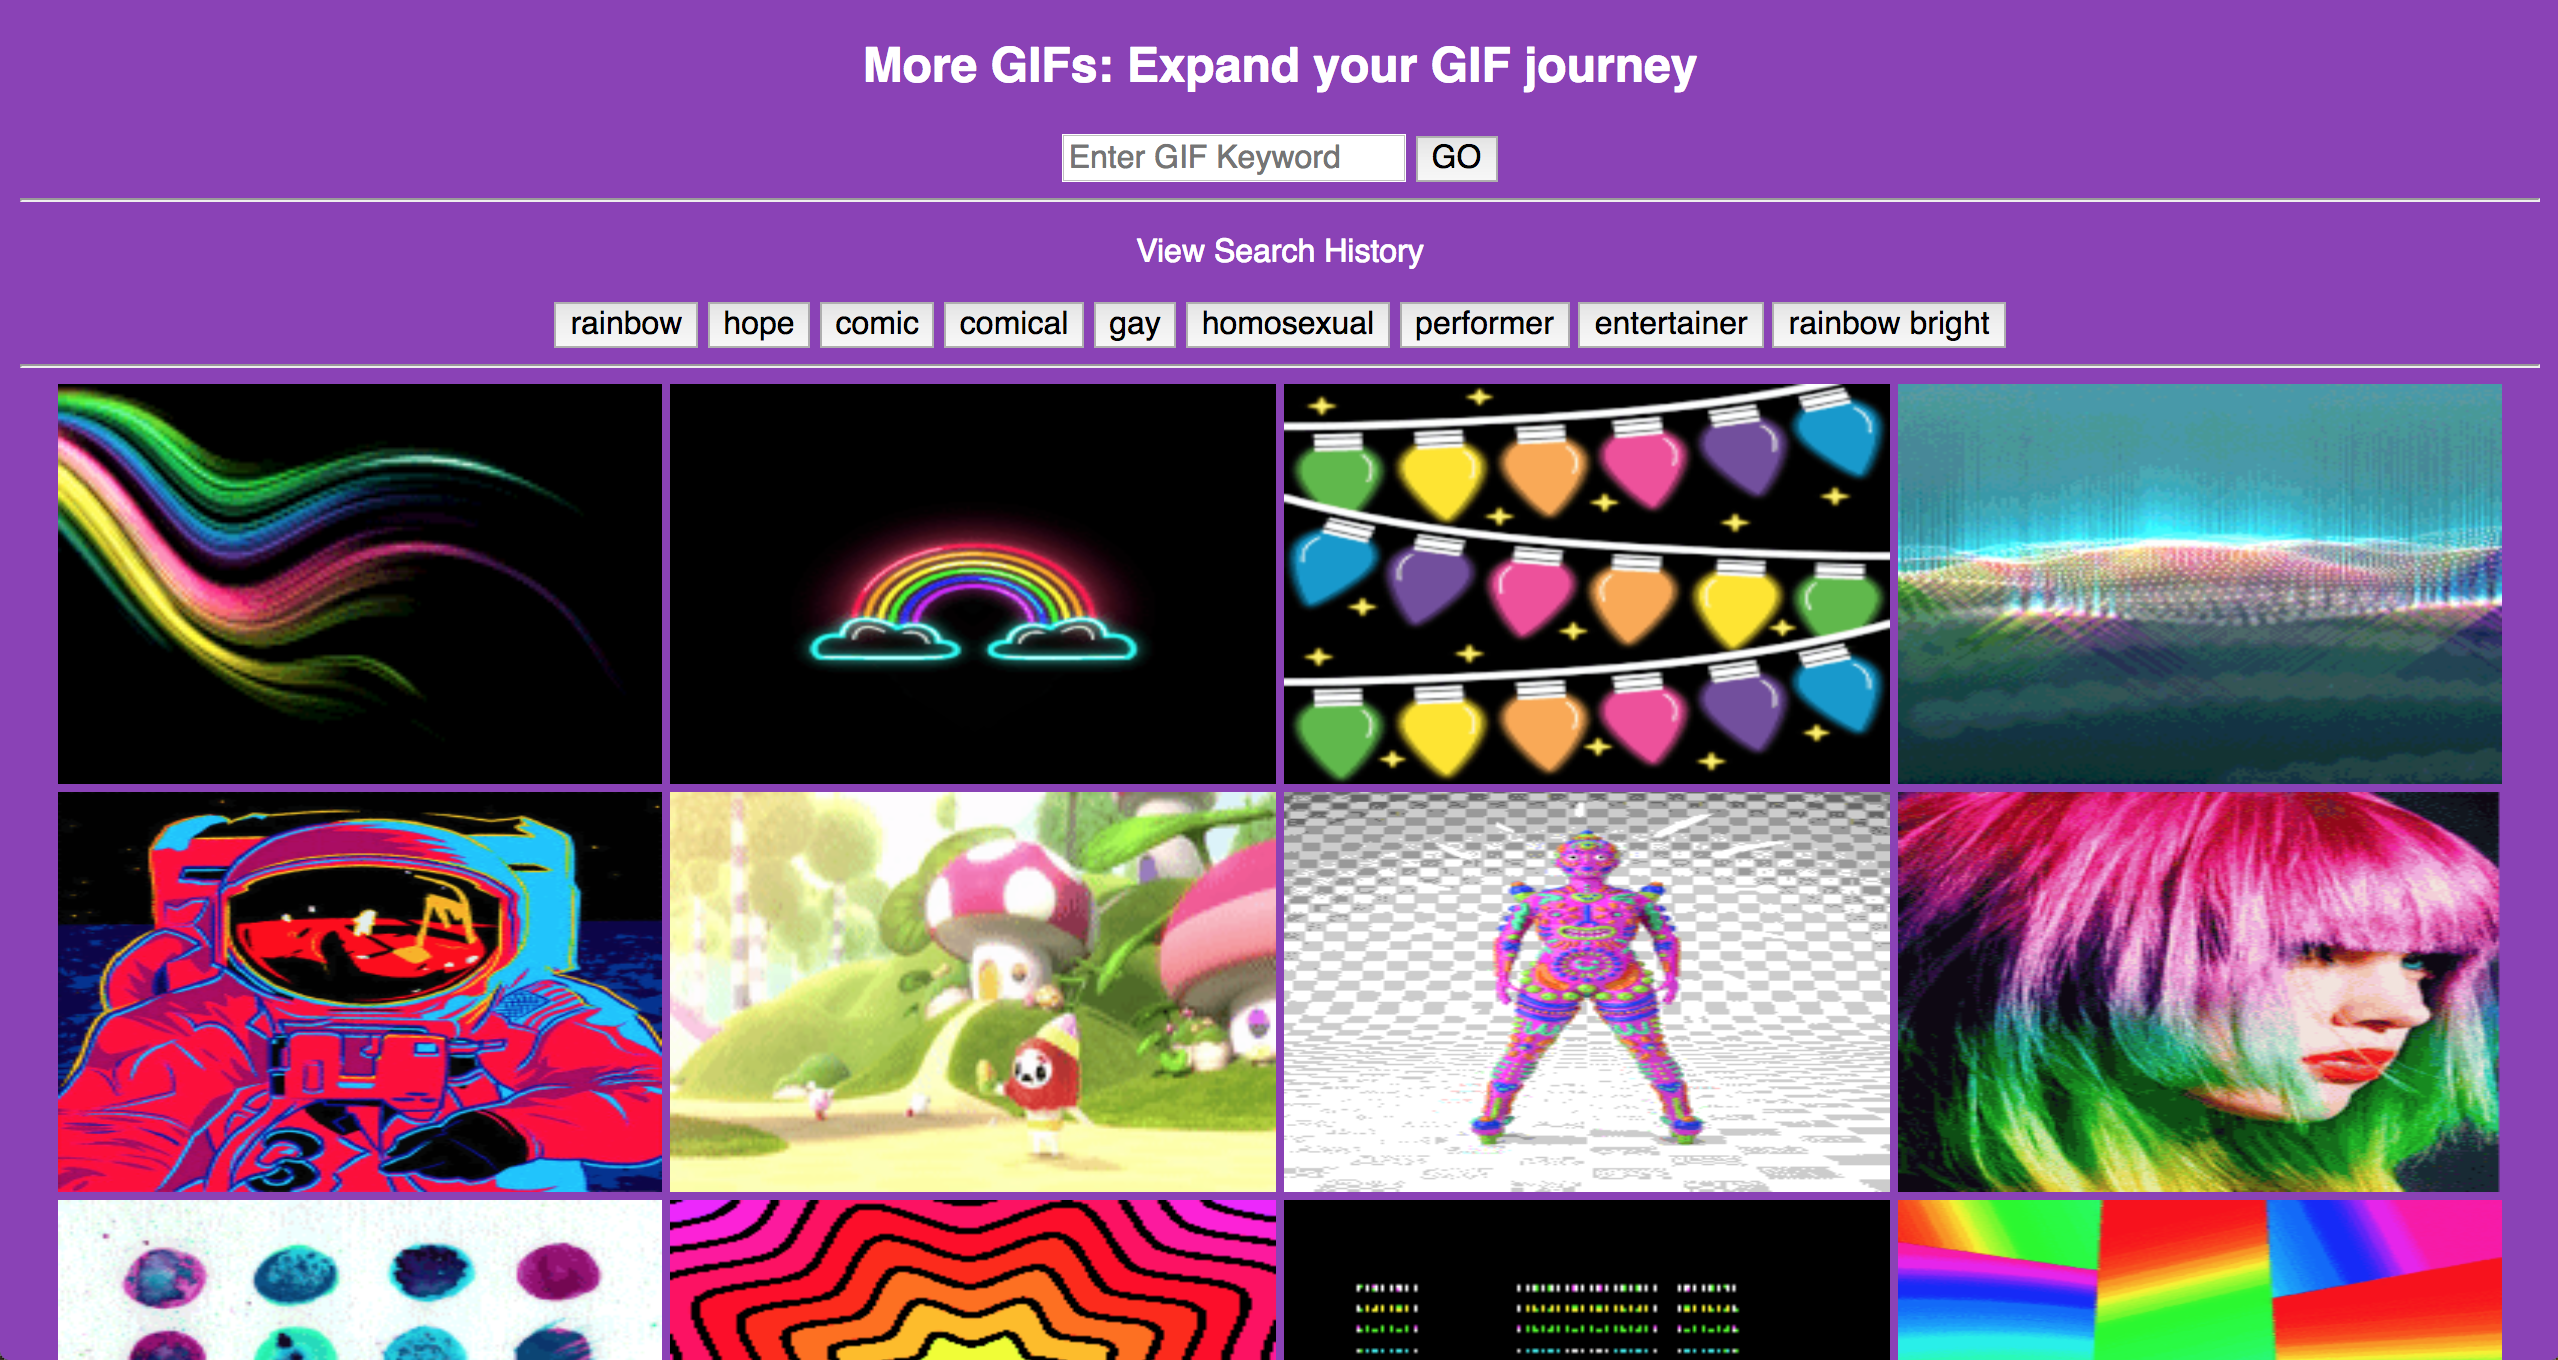 More GIFs: Expand your GIF journey
Enter GIF Keyword GO
View Search History
rainbow hope comic comical gay homosexual performer entertainer rainbow bright
3